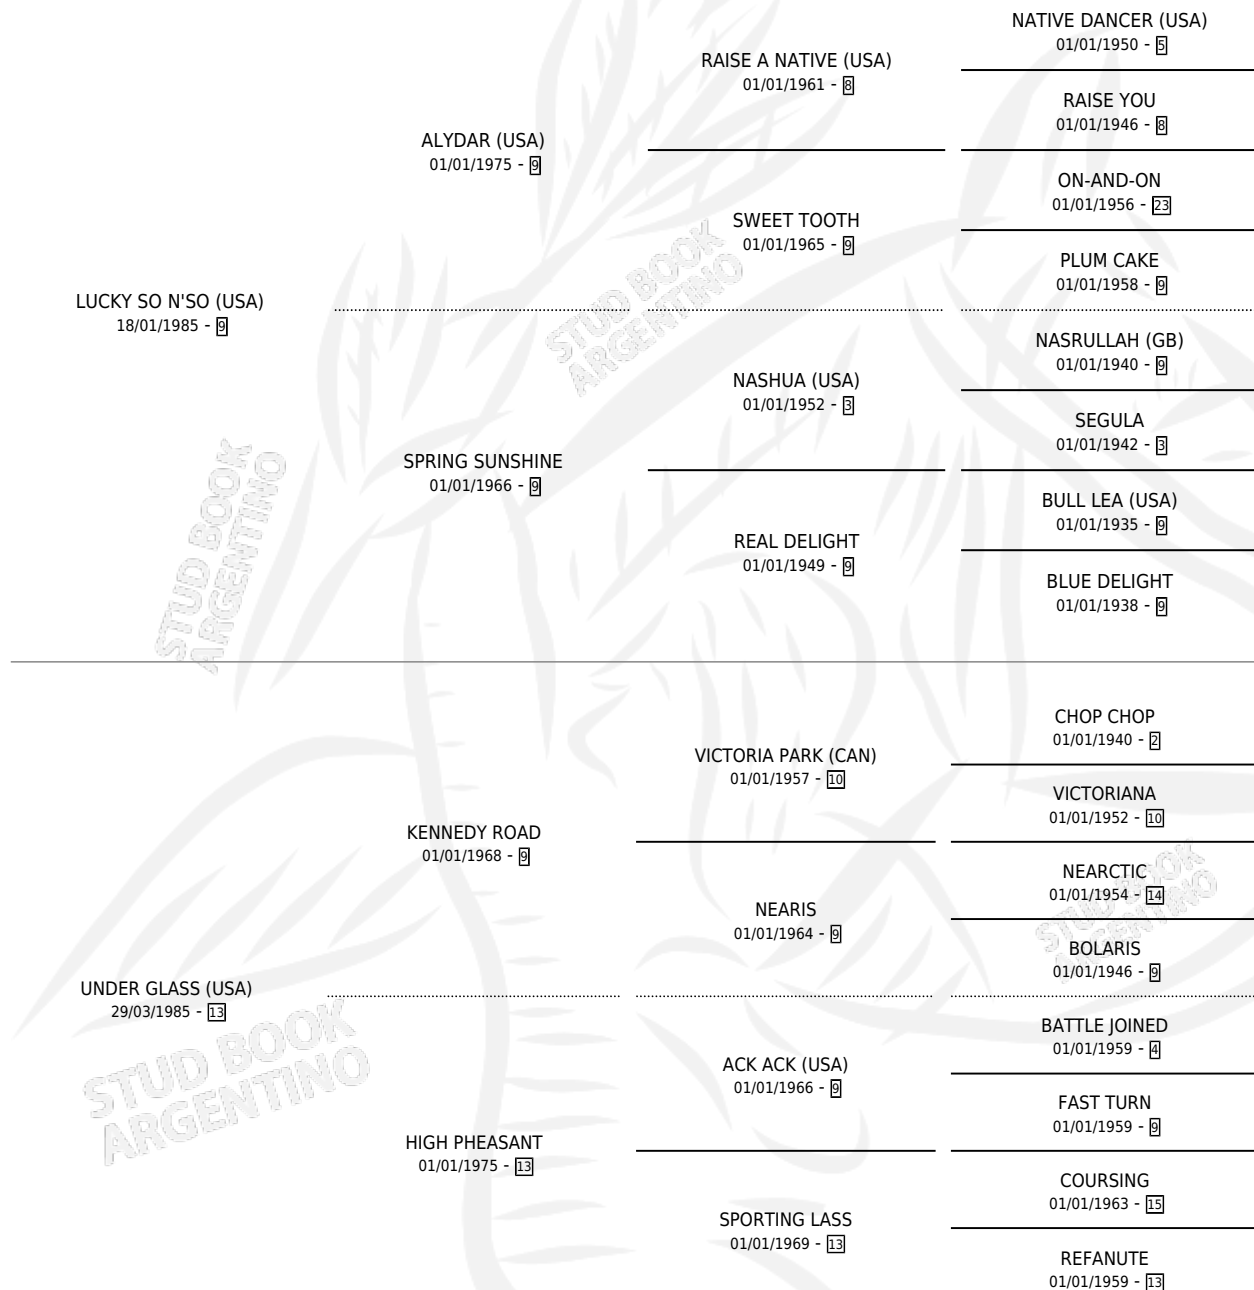 NATIVE DANCER (USA)
01/01/1950 - 5
RAISE A NATIVE (USA)
01/01/1961 - 8
RAISE YOU
01/01/1946 - 8
ALYDAR (USA)
01/01/1975 - 9
ON-AND-ON
01/01/1956 - 23
SWEET TOOTH
01/01/1965 - 9
PLUM CAKE
01/01/1958 - 9
LUCKY SO N'SO (USA)
18/01/1985 - 9
NASRULLAH (GB)
01/01/1940 - 9
NASHUA (USA)
01/01/1952 - 3
SEGULA
01/01/1942 - 3
SPRING SUNSHINE
01/01/1966 - 9
BULL LEA (USA)
01/01/1935 - 9
REAL DELIGHT
01/01/1949 - 9
BLUE DELIGHT
01/01/1938 - 9
STUD BOOK
ARGENTINO
STUD BOOK
ARGENTINO
CHOP CHOP
01/01/1940 - 2
VICTORIA PARK (CAN)
01/01/1957 - 10
VICTORIANA
01/01/1952 - 10
KENNEDY ROAD
01/01/1968 - 9
NEARCTIC
01/01/1954 - 14
NEARIS
01/01/1964 - 9
BOLARIS
01/01/1946 - 9
UNDER GLASS (USA)
29/03/1985 - 13
BATTLE JOINED
01/01/1959 - 4
ACK ACK (USA)
01/01/1966 - 9
FAST TURN
01/01/1959 - 9
HIGH PHEASANT
01/01/1975 - 13
COURSING
01/01/1963 - 15
SPORTING LASS
01/01/1969 - 13
REFANUTE
01/01/1959 - 13
STUD BOOK
ARGENTINO
STUD BOOK
ARGENTINO